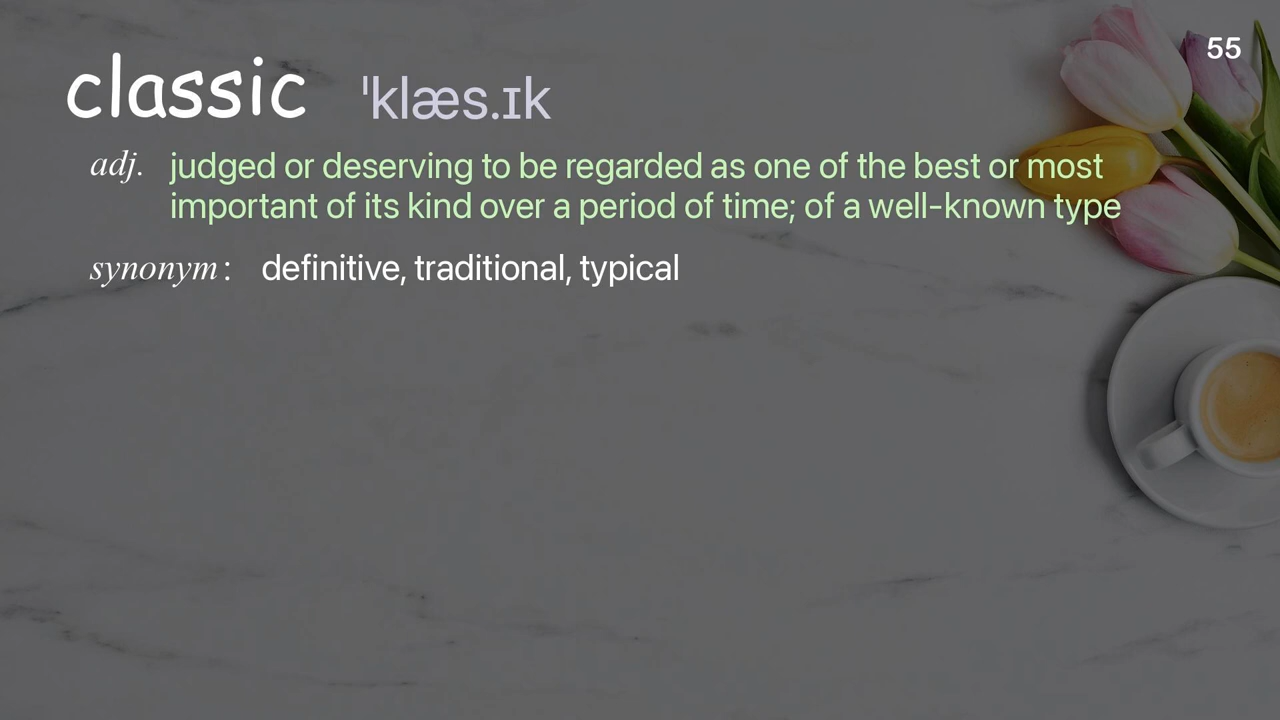 55
classic ˈklæs.ɪk
adj. judged or deserving to be regarded as one of the best or most
important of its kind over a period of time; of a well-known type
synonym: definitive, traditional, typical